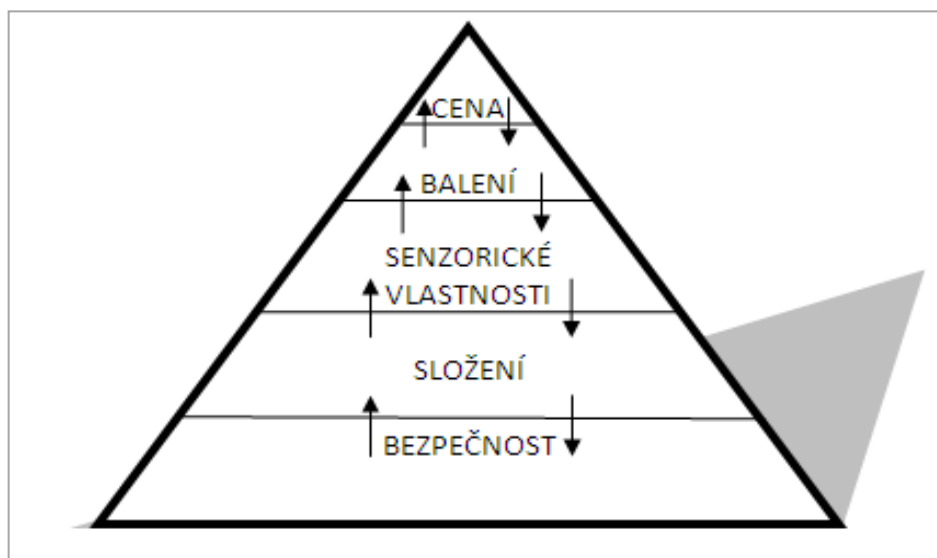 CENA
BALENÍ
SENZORICKÉ
VLASTNOSTI
SLOŽENÍ
BEZPEČNOST